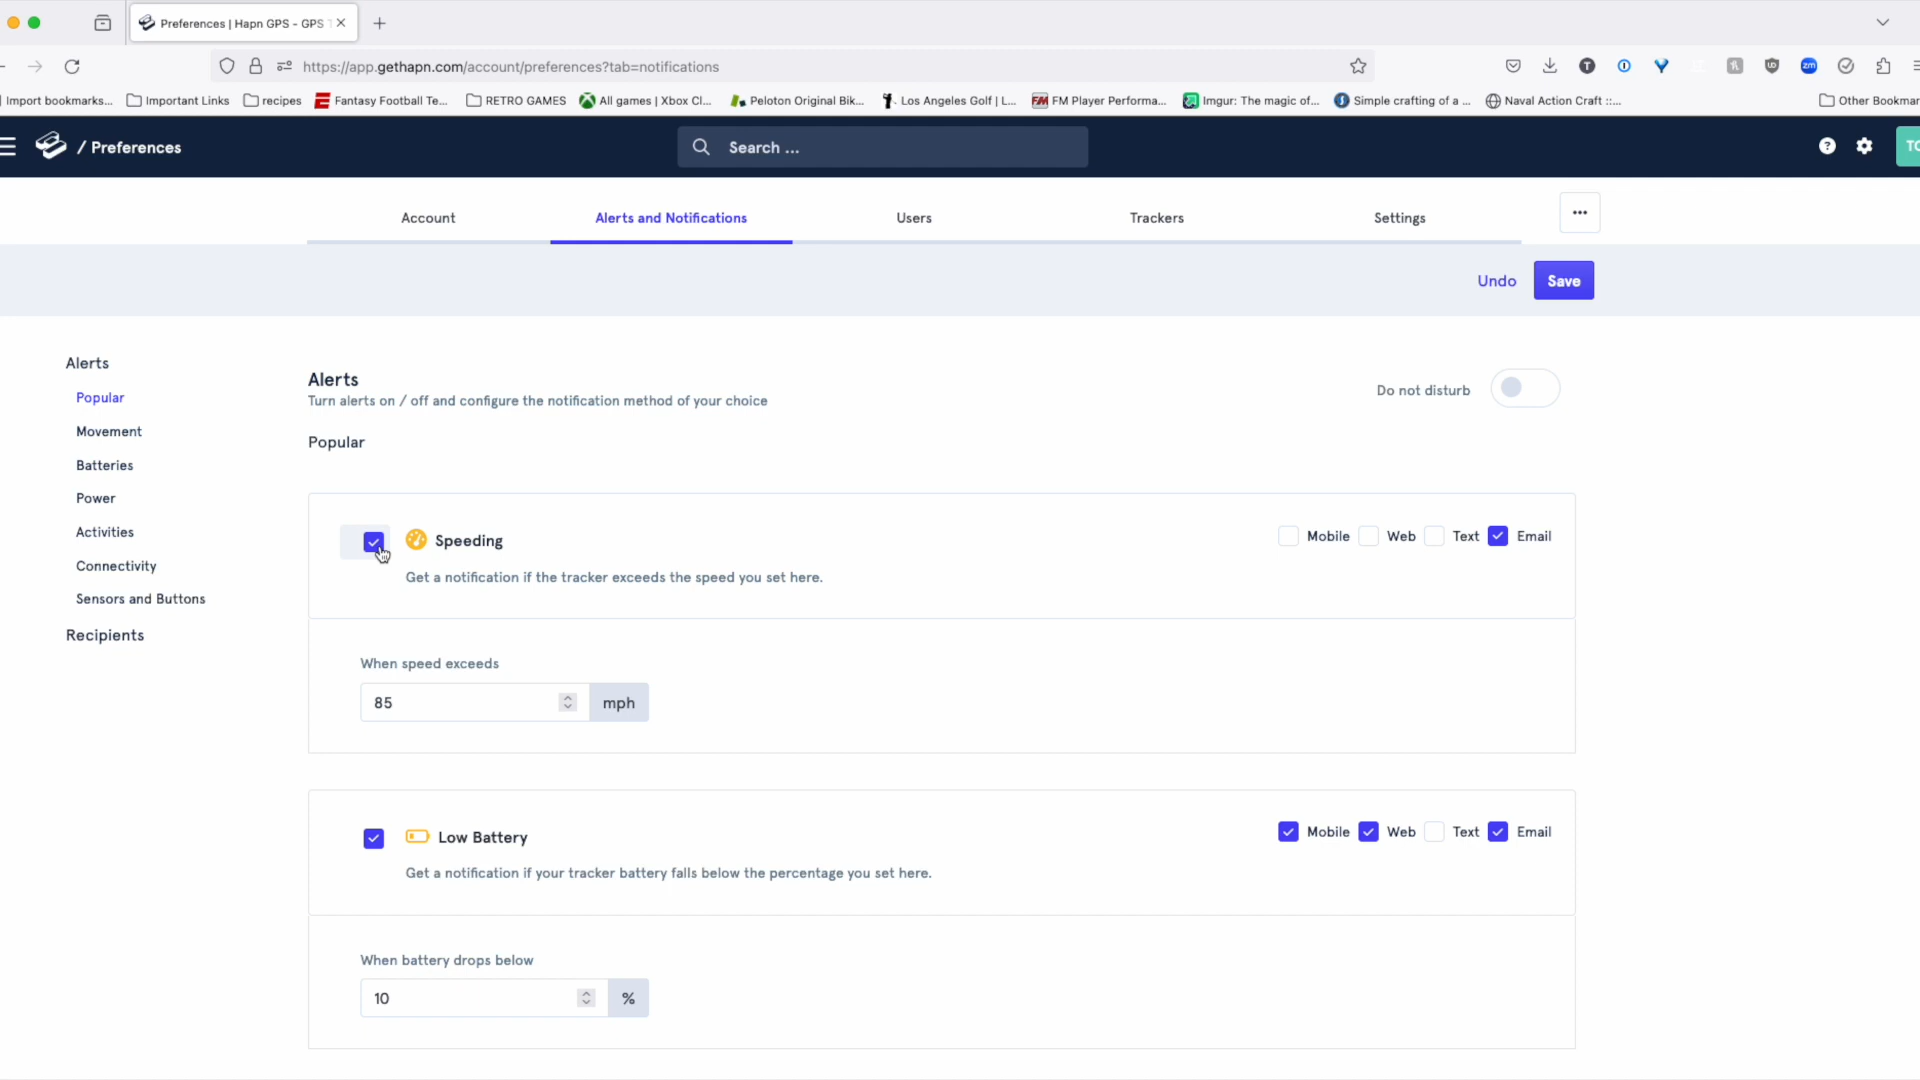 Preferences | Hapn GPS - GPS T
https://app.gethapn.com/account/preferences?tab=notifications
Import bookmarks... Important Links recipes Fantasy Football Te... RETRO GAMES All games | Xbox Cl... Peloton Original Bik... Los Angeles Golf | L... FM Player Performa... Imgur: The magic of... Simple crafting of a ... Naval Action Craft ::... Other Bookmar
/ Preferences
Search ...
Account Alerts and Notifications Users Trackers Settings
Undo Save
Alerts
Popular
Movement
Batteries
Power
Activities
Connectivity
Sensors and Buttons
Recipients
Alerts
Turn alerts on / off and configure the notification method of your choice
Do not disturb
Popular
Speeding
Mobile Web Text Email
Get a notification if the tracker exceeds the speed you set here.
When speed exceeds
85 mph
Low Battery
Mobile Web Text Email
Get a notification if your tracker battery falls below the percentage you set here.
When battery drops below
10 %